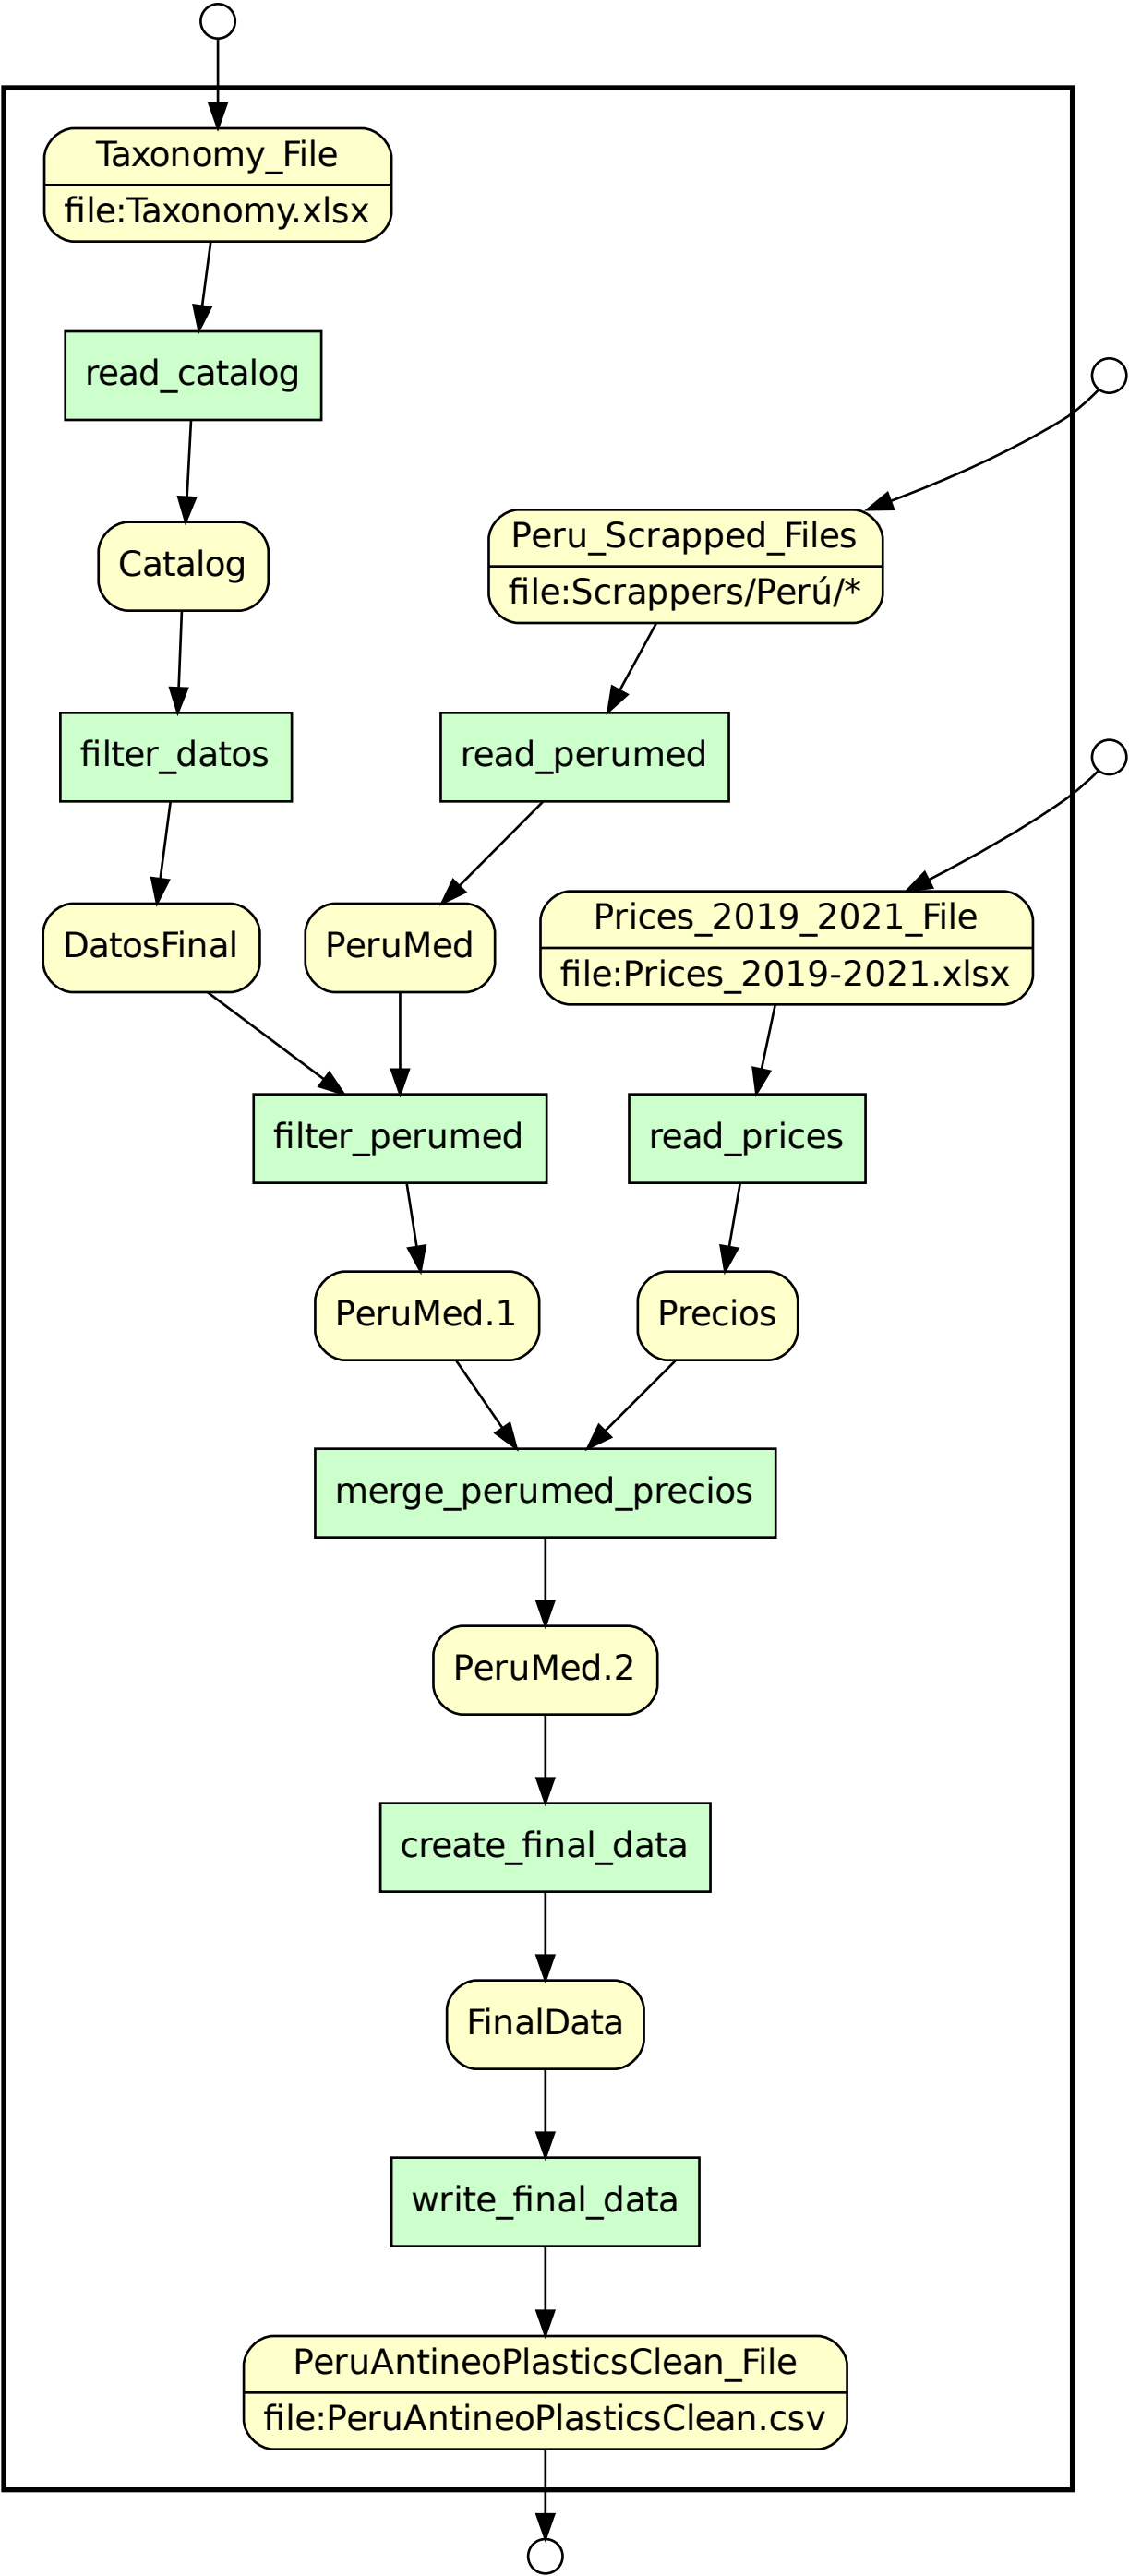 Taxonomy_File
file:Taxonomy.xlsx
read_catalog
Catalog
Peru_Scrapped_Files
file:Scrappers/Perú/*
filter_datos
read_perumed
DatosFinal
PeruMed
Prices_2019_2021_File
file:Prices_2019-2021.xlsx
filter_perumed
read_prices
PeruMed.1
Precios
merge_perumed_precios
PeruMed.2
create_final_data
FinalData
write_final_data
PeruAntineoPlasticsClean_File
file:PeruAntineoPlasticsClean.csv